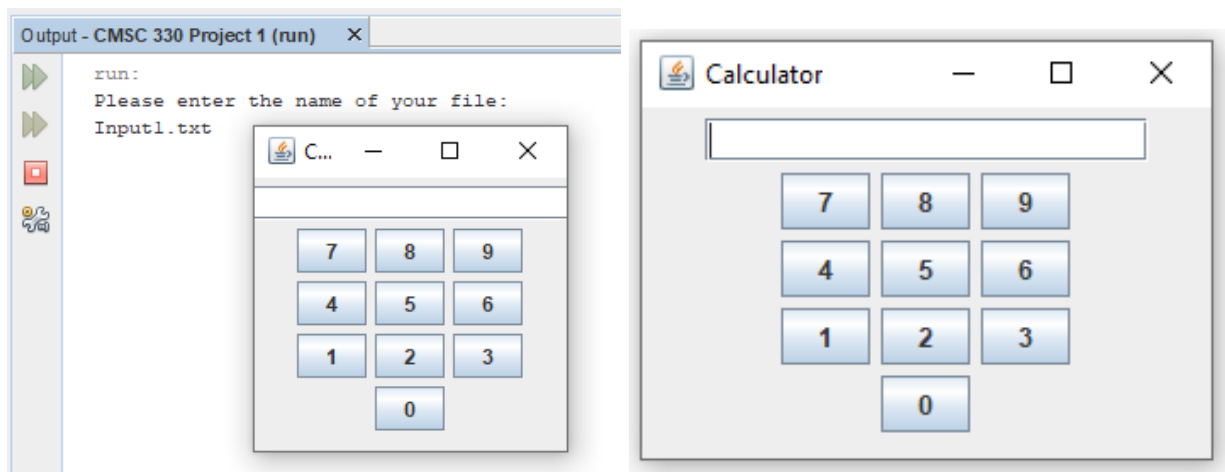 Output - CMSC 330 Project 1 (run)
run:
Please enter the name of your file:
Input1.txt
C...
7 8 9
4 5 6
1 2 3
0
Calculator
7 8 9
4 5 6
1 2 3
0